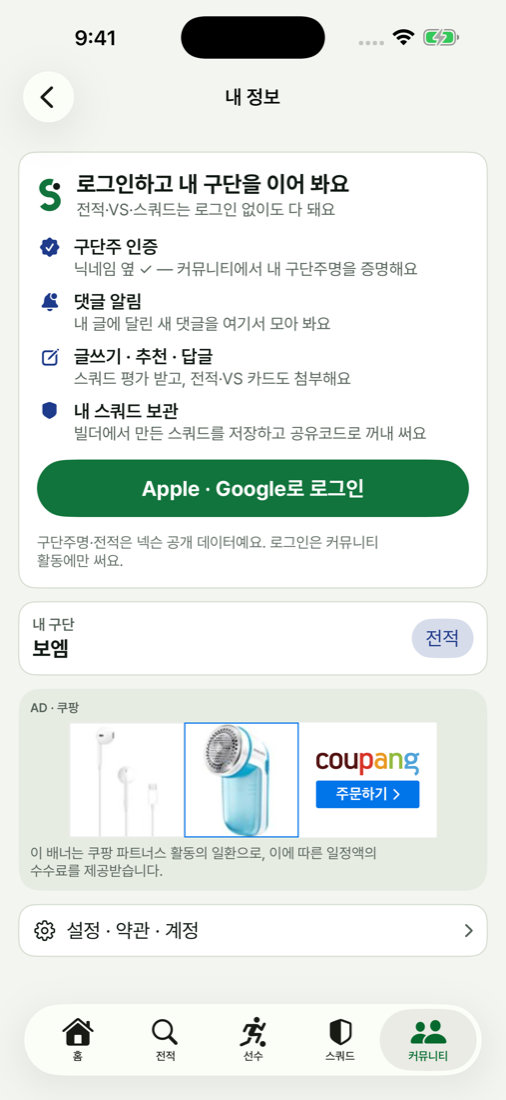 9:41
내 정보
로그인하고 내 구단을 이어 봐요
전적·VS·스쿼드는 로그인 없이도 다 돼요
구단주 인증
닉네임 옆 ✓ — 커뮤니티에서 내 구단주명을 증명해요
댓글 알림
내 글에 달린 새 댓글을 여기서 모아 봐요
글쓰기 · 추천 · 답글
스쿼드 평가 받고, 전적·VS 카드도 첨부해요
내 스쿼드 보관
빌더에서 만든 스쿼드를 저장하고 공유코드로 꺼내 써요
Apple · Google로 로그인
구단주명·전적은 넥슨 공개 데이터예요. 로그인은 커뮤니티
활동에만 써요.
내 구단
보엠
전적
AD · 쿠팡
coupang
주문하기 >
이 배너는 쿠팡 파트너스 활동의 일환으로, 이에 따른 일정액의
수수료를 제공받습니다.
설정 · 약관 · 계정
홈
전적
선수
스쿼드
커뮤니티